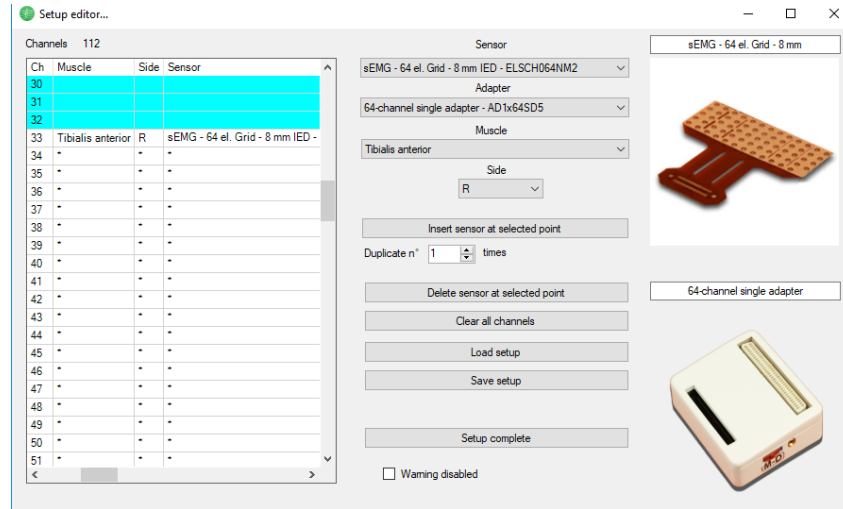 Setup editor...
Channels 112
Ch Muscle Side Sensor
30
31
32
33 Tibialis anterior R sEMG - 64 el. Grid - 8 mm IED -
34 " " "
35 " " "
36 " " "
37 " " "
38 " " "
39 " " "
40 " " "
41 " " "
42 " " "
43 " " "
44 " " "
45 " " "
46 " " "
47 " " "
48 " " "
49 " " "
50 " " "
51 " " "
Sensor
sEMG - 64 el. Grid - 8 mm IED - ELSCH064NM2
Adapter
64-channel single adapter - AD1x64SD5
Muscle
Tibialis anterior
Side
R
Insert sensor at selected point
Duplicate n° 1 times
Delete sensor at selected point
Clear all channels
Load setup
Save setup
Setup complete
Warning disabled
sEMG - 64 el. Grid - 8 mm
64-channel single adapter
(M-D)